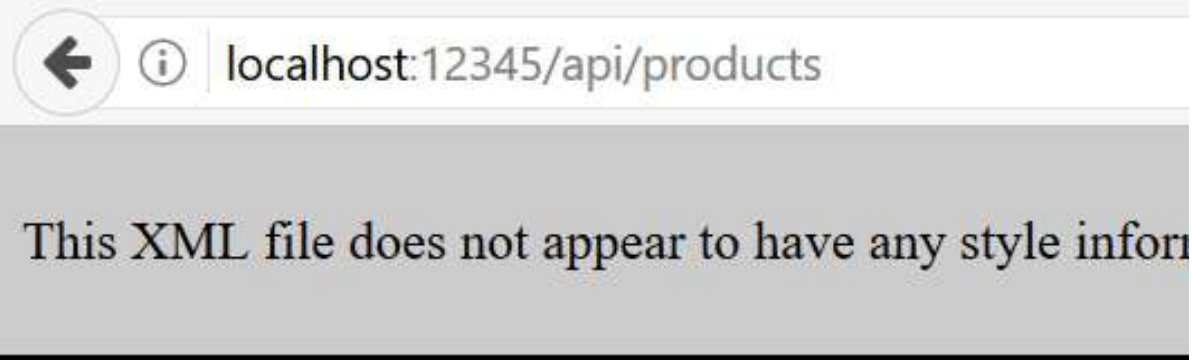 localhost:12345/api/products
This XML file does not appear to have any style